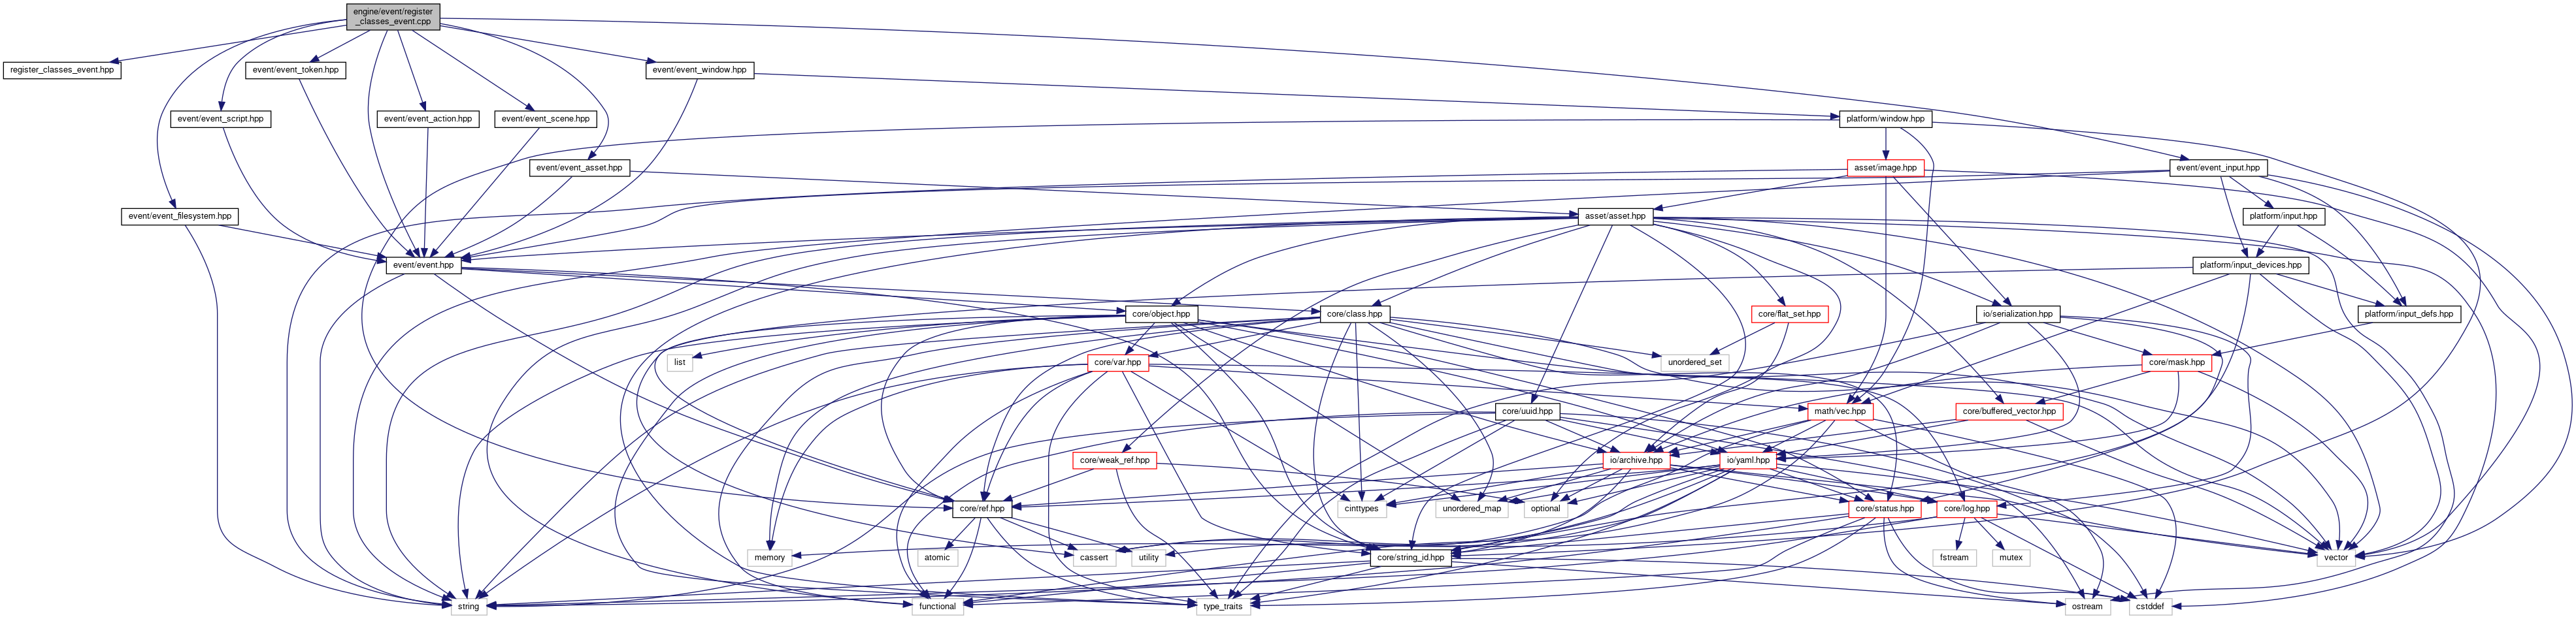 engine/event/register
_classes_event.cpp
register_classes_event.hpp
event/event_token.hpp
event/event_window.hpp
event/event_script.hpp
event/event_action.hpp
event/event_scene.hpp
platform/window.hpp
event/event_asset.hpp
asset/image.hpp
event/event_input.hpp
event/event_filesystem.hpp
asset/asset.hpp
platform/input.hpp
event/event.hpp
platform/input_devices.hpp
core/object.hpp
core/class.hpp
core/flat_set.hpp
io/serialization.hpp
platform/input_defs.hpp
list
core/var.hpp
unordered_set
core/mask.hpp
core/uuid.hpp
math/vec.hpp
core/buffered_vector.hpp
core/weak_ref.hpp
io/archive.hpp
io/yaml.hpp
core/ref.hpp
cinttypes
unordered_map
optional
core/status.hpp
core/log.hpp
memory
atomic
cassert
utility
core/string_id.hpp
fstream
mutex
vector
string
functional
type_traits
ostream
cstddef